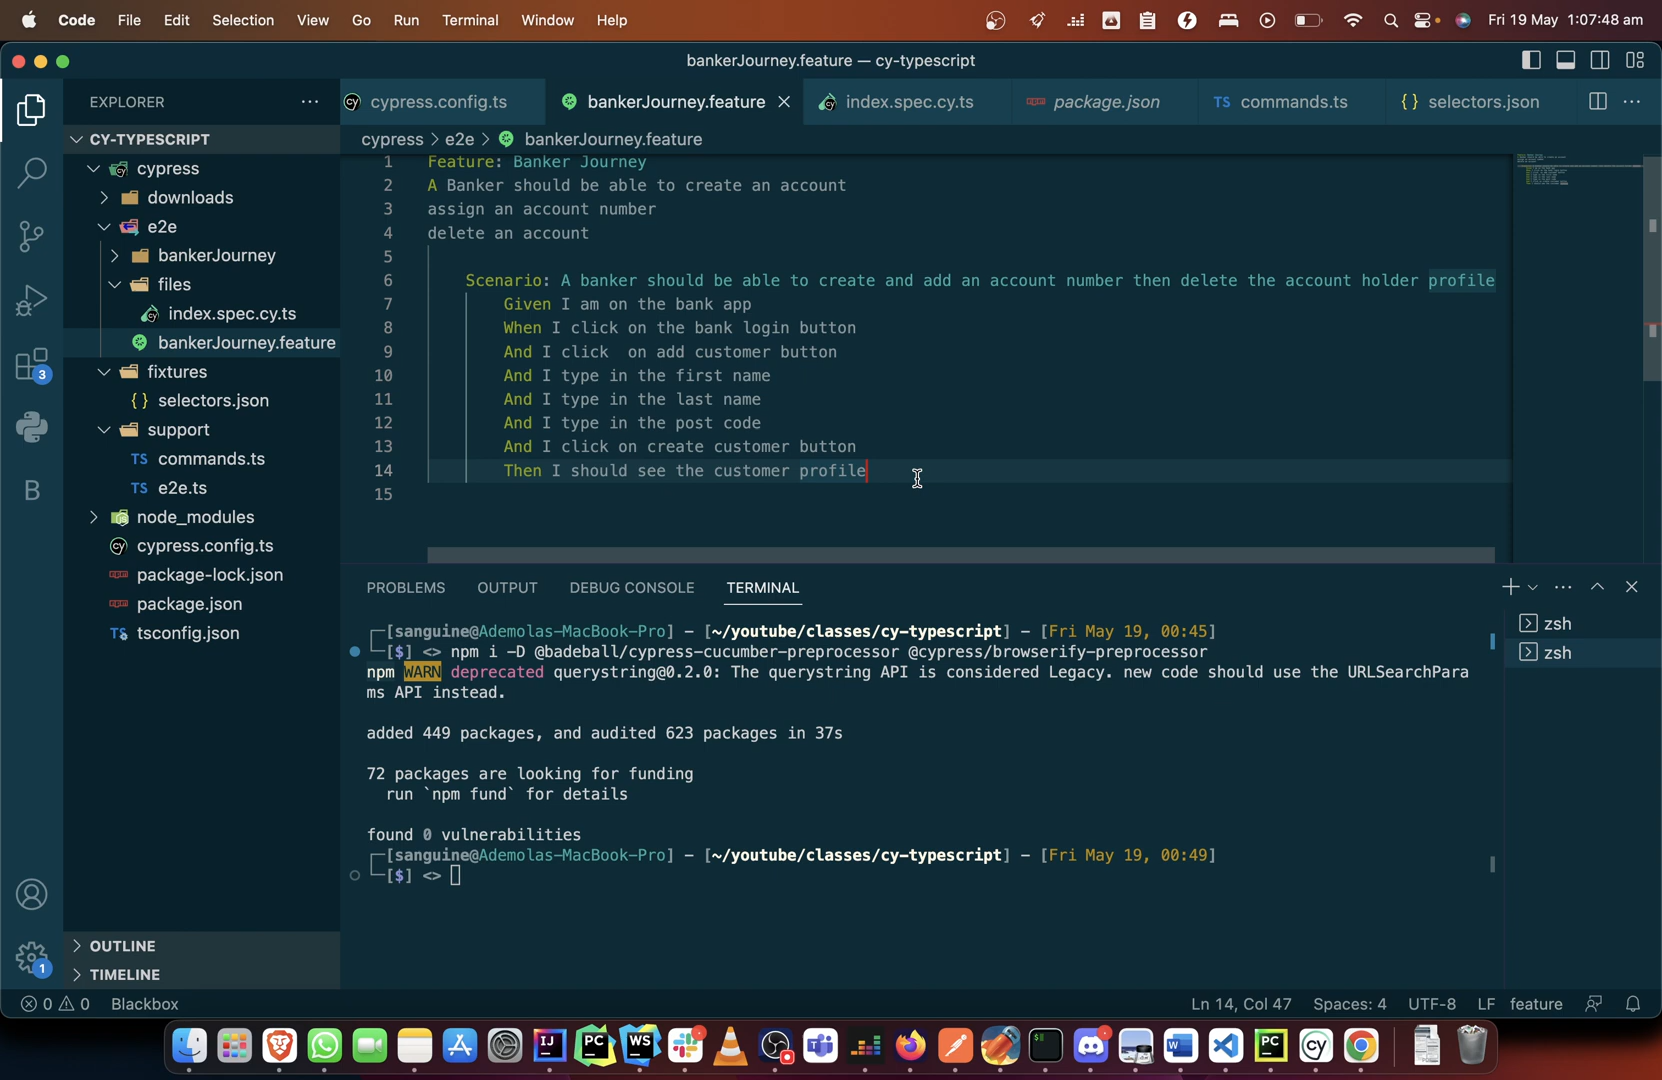 Code File Edit Selection View Go Run Terminal Window Help Fri 19 May 1:07:48 am
bankerJourney.feature — cy-typescript
EXPLORER
cypress.config.ts bankerJourney.feature index.spec.cy.ts package.json TS commands.ts {} selectors.json
cypress > e2e > bankerJourney.feature
CY-TYPESCRIPT
cypress
downloads
e2e
bankerJourney
files
index.spec.cy.ts
bankerJourney.feature
fixtures
{} selectors.json
support
TS commands.ts
TS e2e.ts
node_modules
cypress.config.ts
package-lock.json
package.json
tsconfig.json
OUTLINE
TIMELINE
3
B
1
1 Feature: Banker Journey
2 A Banker should be able to create an account
3 assign an account number
4 delete an account
5
6 Scenario: A banker should be able to create and add an account number then delete the account holder profile
7 Given I am on the bank app
8 When I click on the bank login button
9 And I click  on add customer button
10 And I type in the first name
11 And I type in the last name
12 And I type in the post code
13 And I click on create customer button
14 Then I should see the customer profile
15
PROBLEMS OUTPUT DEBUG CONSOLE TERMINAL
zsh
zsh
[sanguine@Ademolas-MacBook-Pro] - [~/youtube/classes/cy-typescript] - [Fri May 19, 00:45]
[$] <> npm i -D @badeball/cypress-cucumber-preprocessor @cypress/browserify-preprocessor
npm WARN deprecated querystring@0.2.0: The querystring API is considered Legacy. new code should use the URLSearchPara
ms API instead.
added 449 packages, and audited 623 packages in 37s
72 packages are looking for funding
run `npm fund` for details
found 0 vulnerabilities
[sanguine@Ademolas-MacBook-Pro] - [~/youtube/classes/cy-typescript] - [Fri May 19, 00:49]
[$] <>
0 0 Blackbox Ln 14, Col 47 Spaces: 4 UTF-8 LF feature
IJ PC WS W PC cy